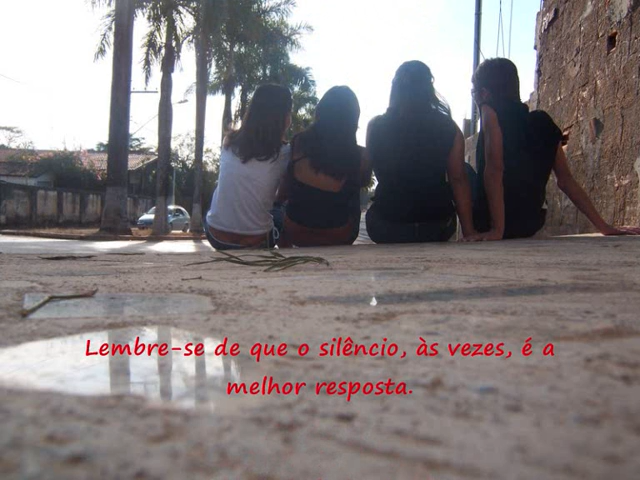 Lembre-se de que o silêncio, às vezes, é a
melhor resposta.